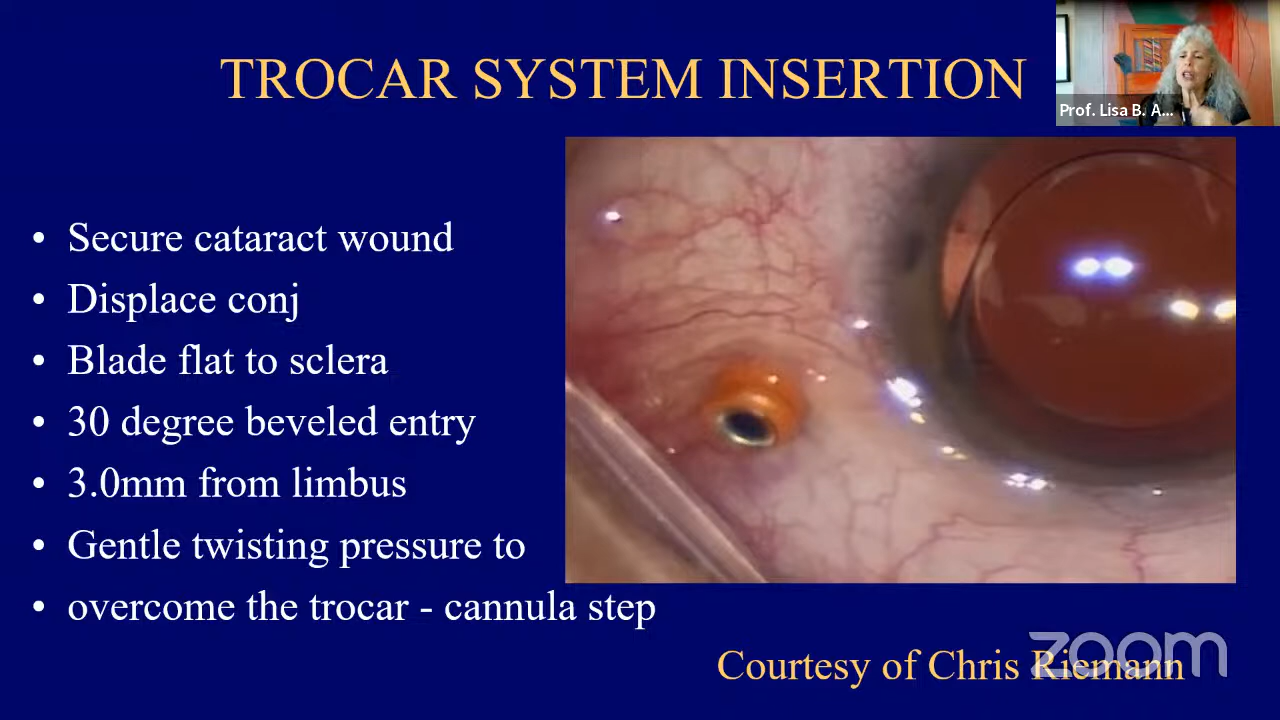 TROCAR SYSTEM INSERTION
Prof. Lisa B. A...
• Secure cataract wound
• Displace conj
• Blade flat to sclera
• 30 degree beveled entry
• 3.0mm from limbus
• Gentle twisting pressure to
• overcome the trocar - cannula step
Courtesy of Chris Riemann
zoom